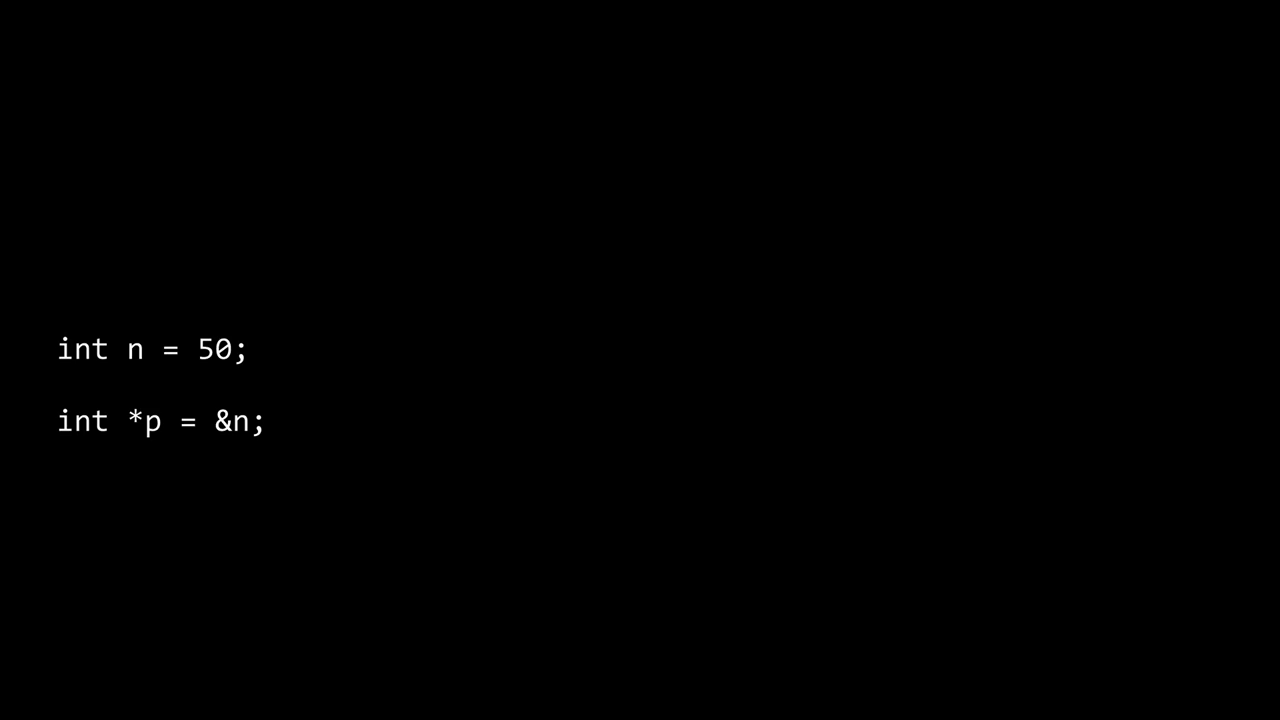 int n = 50;
int *p = &n;